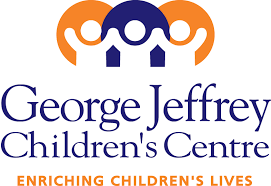 George Jeffrey
Children's Centre
ENRICHING CHILDREN'S LIVES